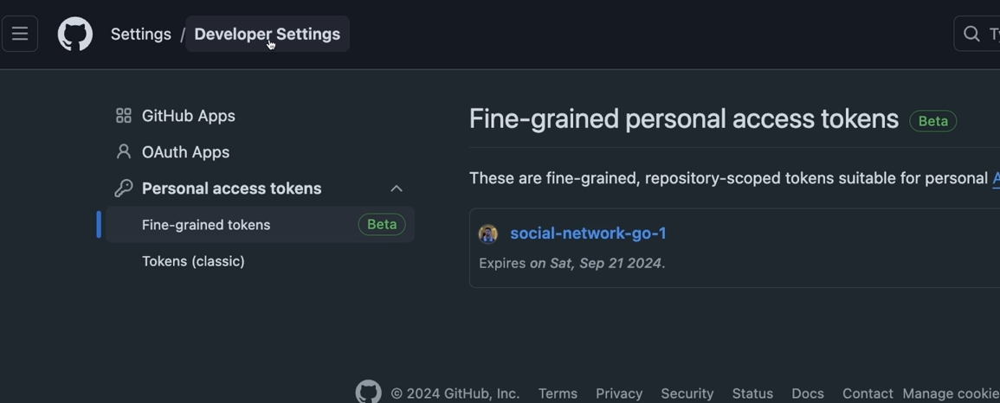 Settings / Developer Settings
GitHub Apps
OAuth Apps
Personal access tokens
Fine-grained tokens Beta
Tokens (classic)
Fine-grained personal access tokens Beta
These are fine-grained, repository-scoped tokens suitable for personal
social-network-go-1
Expires on Sat, Sep 21 2024.
© 2024 GitHub, Inc. Terms Privacy Security Status Docs Contact Manage cookie